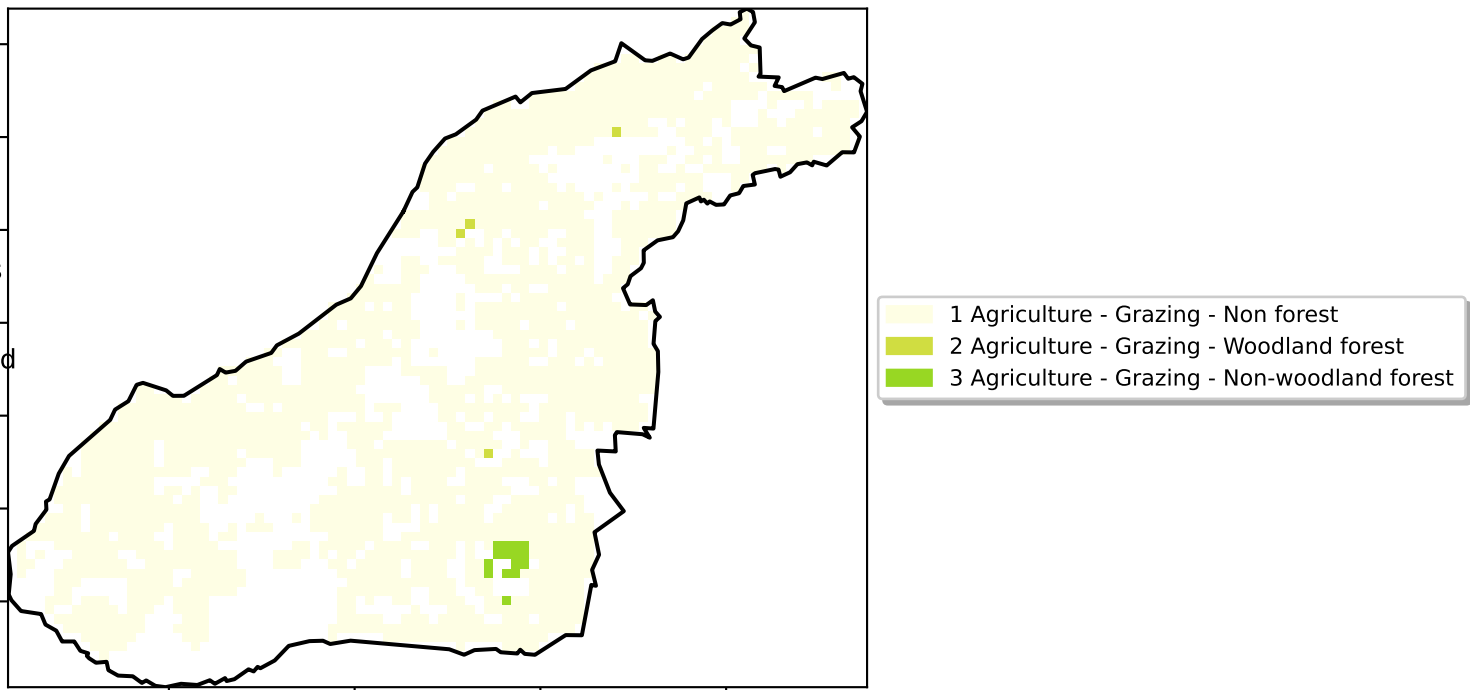 1 Agriculture - Grazing - Non forest
2 Agriculture - Grazing - Woodland forest
3 Agriculture - Grazing - Non-woodland forest
d